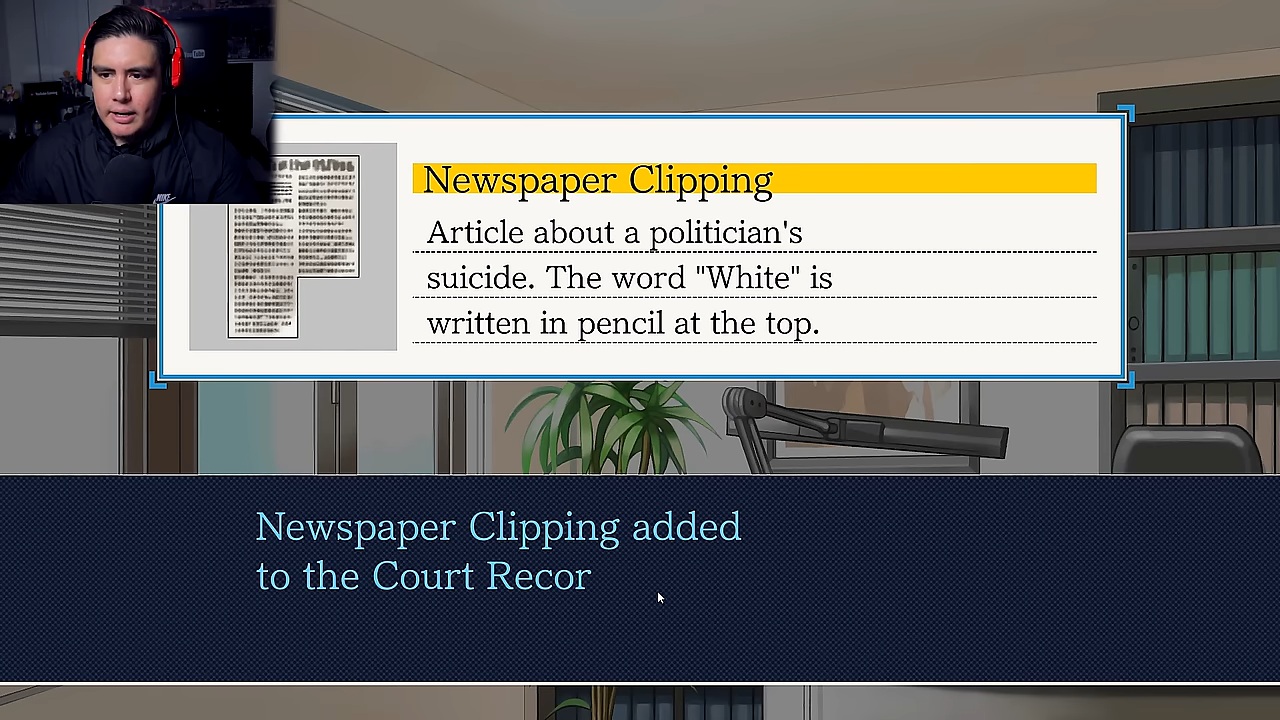 Newspaper Clipping
Article about a politician's
suicide. The word "White" is
written in pencil at the top.
Newspaper Clipping added
to the Court Recor